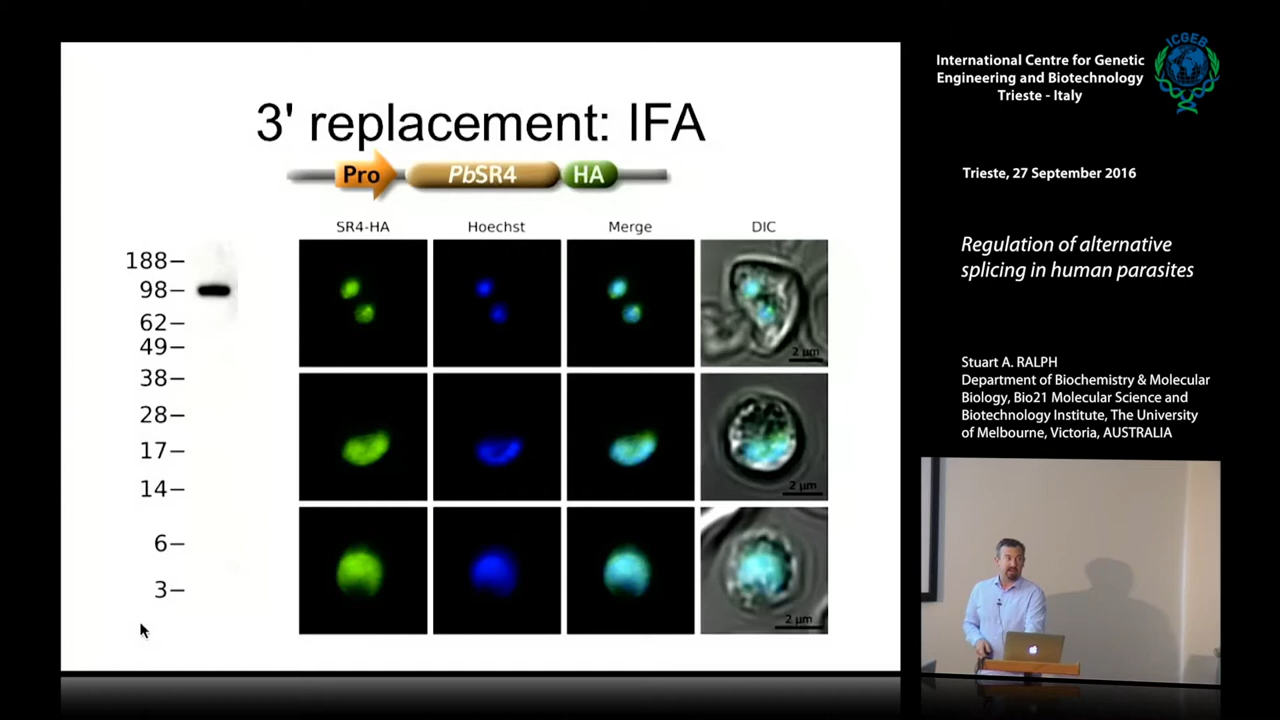 3' replacement: IFA
Pro
PbSR4
HA
SR4-HA
Hoechst
Merge
DIC
188
98
62
49
38
28
17
14
6
3
2 µm
2 µm
2 µm
International Centre for Genetic
Engineering and Biotechnology
Trieste - Italy
ICGEB
Trieste, 27 September 2016
Regulation of alternative
splicing in human parasites
Stuart A. RALPH
Department of Biochemistry & Molecular
Biology, Bio21 Molecular Science and
Biotechnology Institute, The University
of Melbourne, Victoria, AUSTRALIA